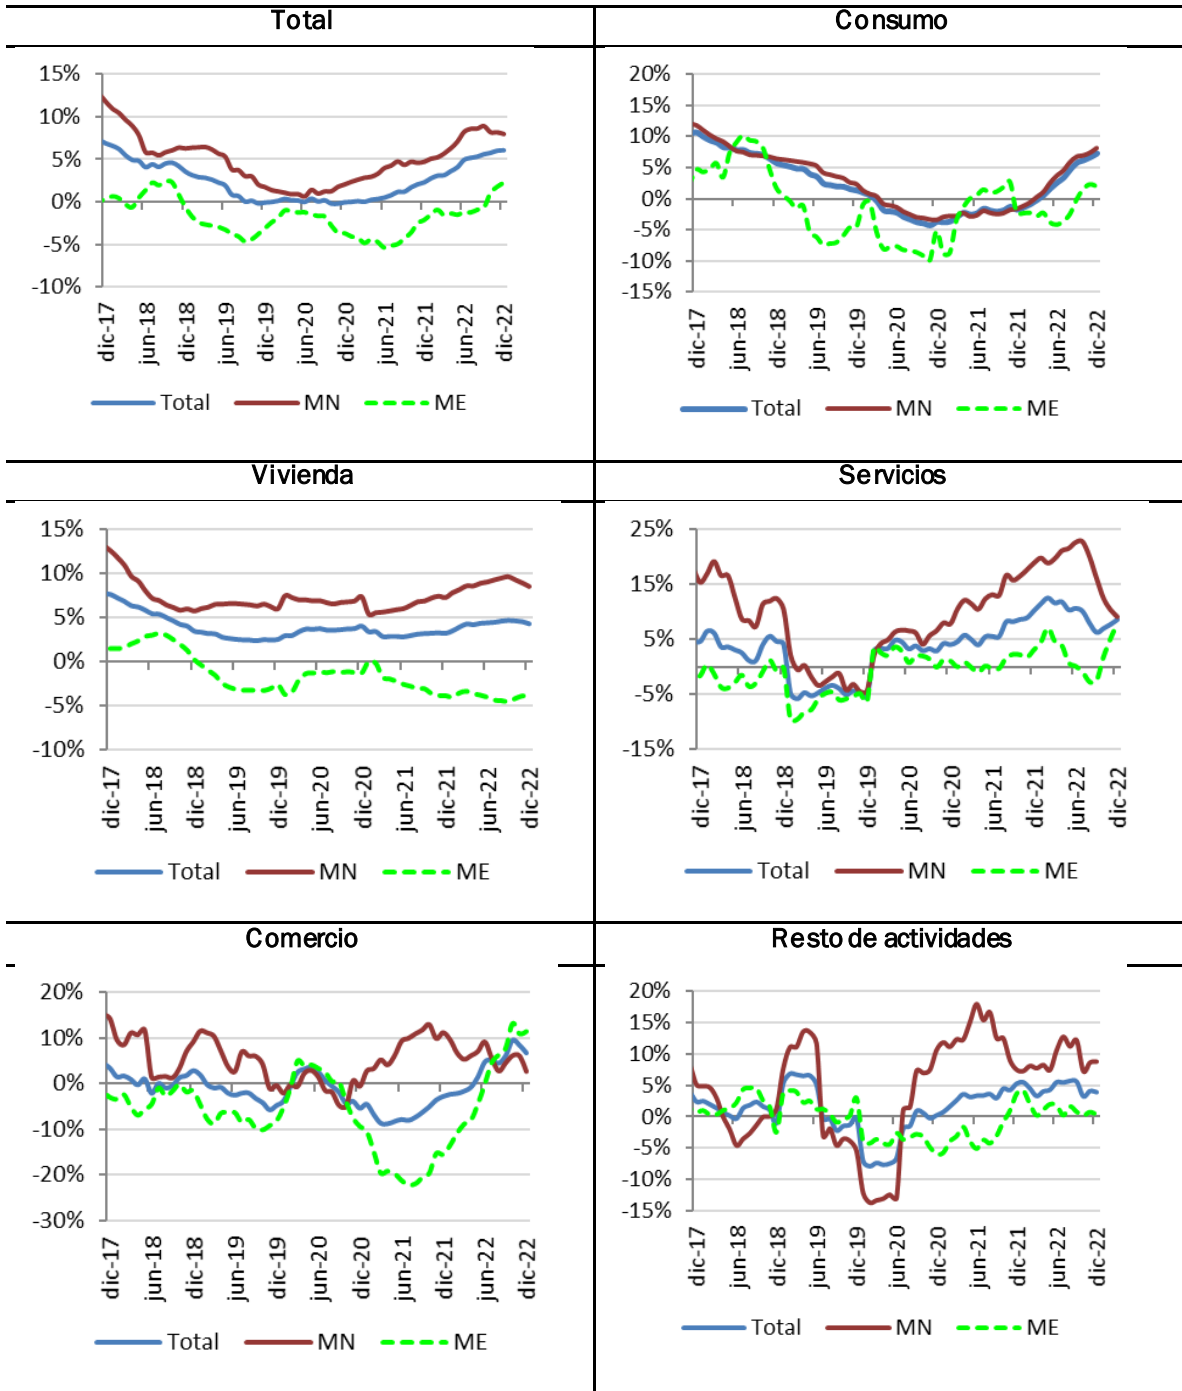 Total
15%
10%
5%
0%
-5%
-10%
dic-17
jun-18
dic-18
jun-19
dic-19
jun-20
dic-20
jun-21
dic-21
jun-22
dic-22
Total MN ME
Consumo
20%
15%
10%
5%
0%
-5%
-10%
-15%
dic-17
jun-18
dic-18
jun-19
dic-19
jun-20
dic-20
jun-21
dic-21
jun-22
dic-22
Total MN ME
Vivienda
15%
10%
5%
0%
-5%
-10%
dic-17
jun-18
dic-18
jun-19
dic-19
jun-20
dic-20
jun-21
dic-21
jun-22
dic-22
Total MN ME
Servicios
25%
15%
5%
-5%
-15%
dic-17
jun-18
dic-18
jun-19
dic-19
jun-20
dic-20
jun-21
dic-21
jun-22
dic-22
Total MN ME
Comercio
20%
10%
0%
-10%
-20%
-30%
dic-17
jun-18
dic-18
jun-19
dic-19
jun-20
dic-20
jun-21
dic-21
jun-22
dic-22
Total MN ME
Resto de actividades
20%
15%
10%
5%
0%
-5%
-10%
-15%
dic-17
jun-18
dic-18
jun-19
dic-19
jun-20
dic-20
jun-21
dic-21
jun-22
dic-22
Total MN ME